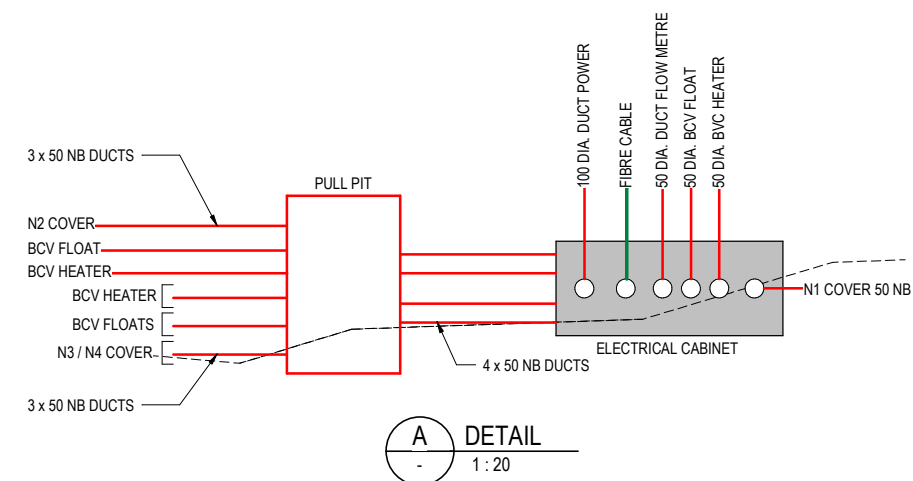 100 DIA. DUCT POWER
FIBRE CABLE
50 DIA. DUCT FLOW METRE
50 DIA. BCV FLOAT
50 DIA. BVC HEATER
3 x 50 NB DUCTS
PULL PIT
N2 COVER
BCV FLOAT
BCV HEATER
BCV HEATER
BCV FLOATS
N3 / N4 COVER
3 x 50 NB DUCTS
4 x 50 NB DUCTS
N1 COVER 50 NB
ELECTRICAL CABINET
A DETAIL
- 1 : 20